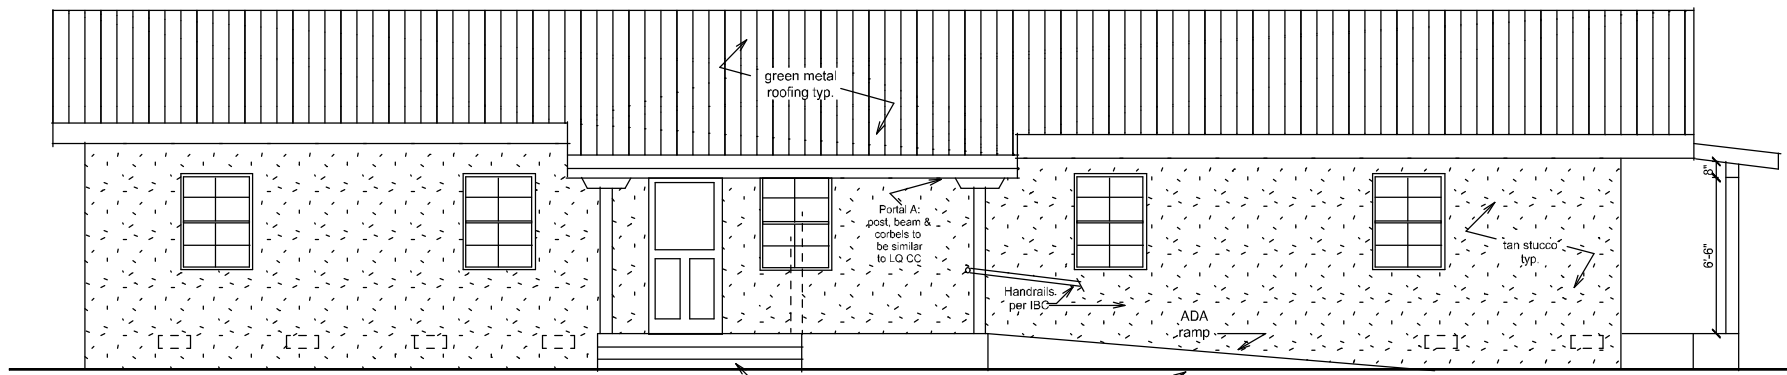 green metal
roofing typ.
Portal A:
post, beam &
corbels to
be similar
to LQ CC
Handrails
per IBC
ADA
ramp
tan stucco
typ.
8"
6'-6"